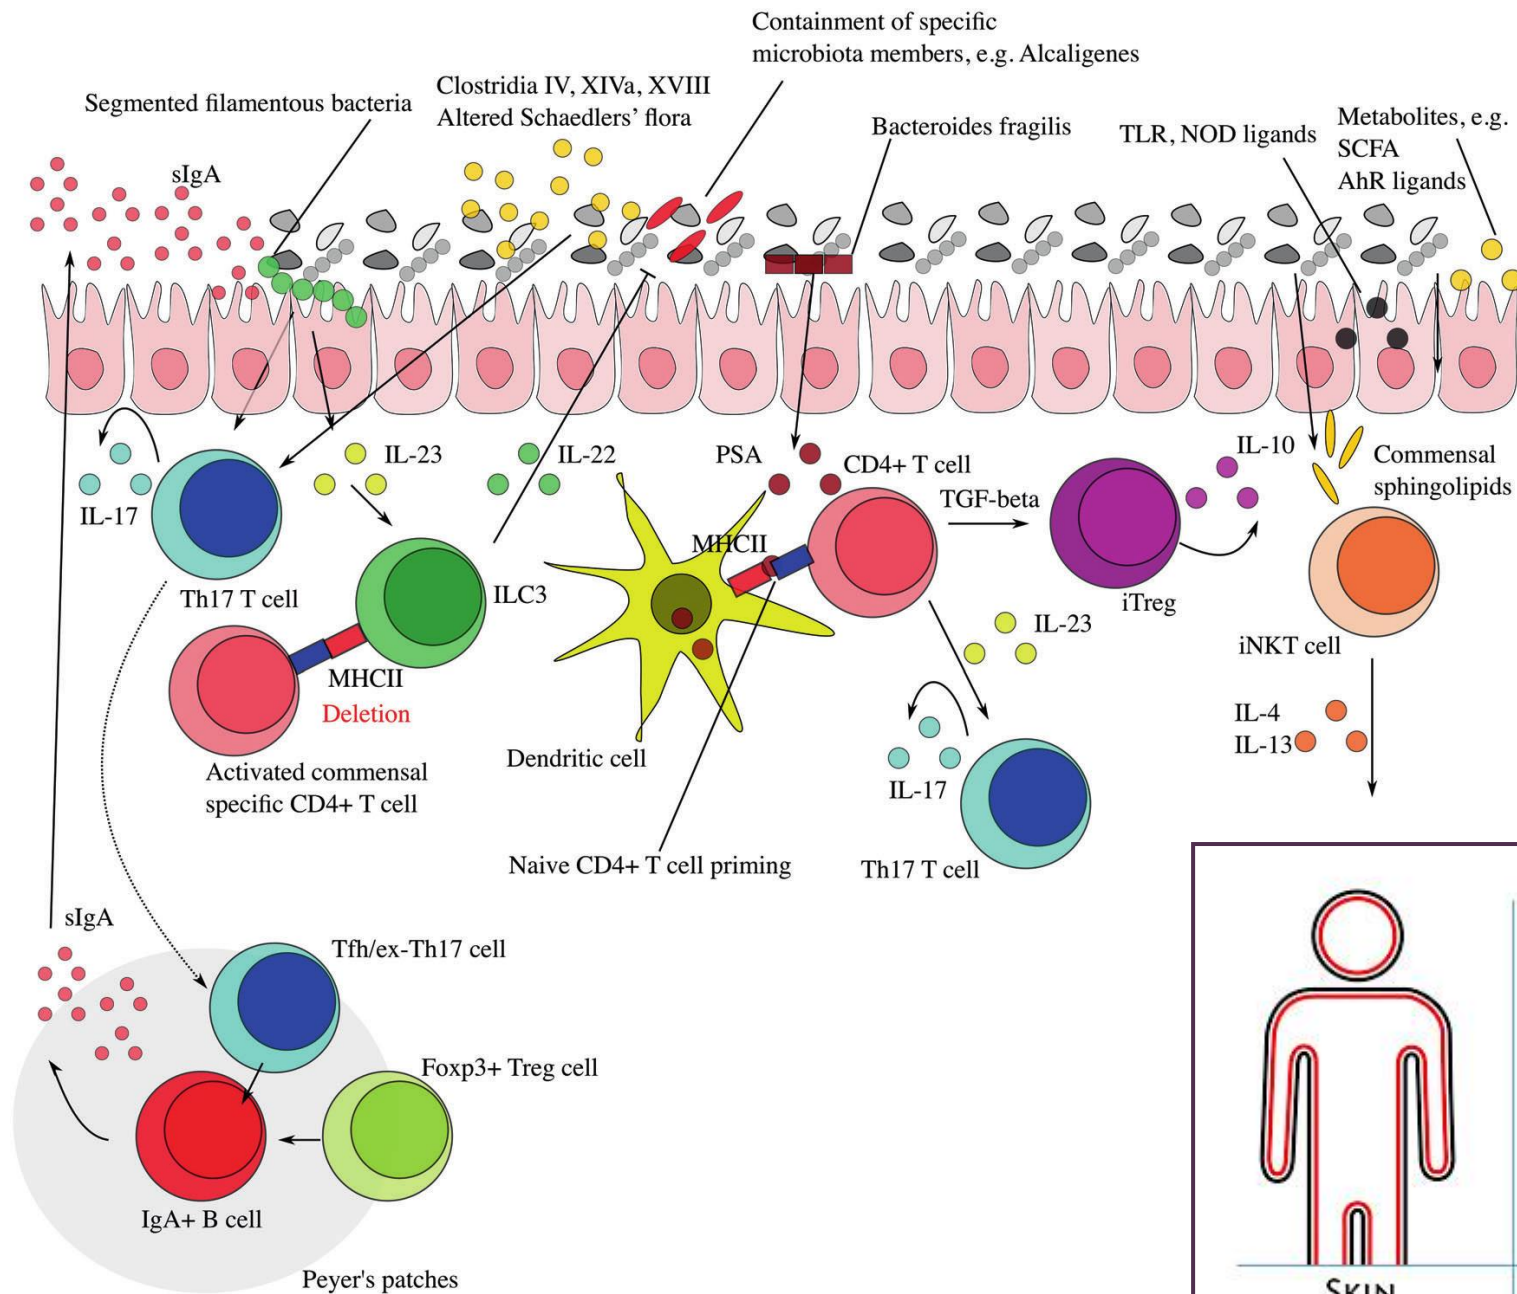 Containment of specific
microbiota members, e.g. Alcaligenes
Clostridia IV, XIVa, XVIII
Altered Schaedlers’ flora
Segmented filamentous bacteria
Bacteroides fragilis
TLR, NOD ligands
Metabolites, e.g.
SCFA
AhR ligands
sIgA
IL-17
IL-23
IL-22
PSA
CD4+ T cell
TGF-beta
IL-10
Commensal
sphingolipids
MHCII
Th17 T cell
ILC3
iTreg
IL-23
iNKT cell
MHCII
Deletion
IL-4
IL-13
Dendritic cell
Activated commensal
specific CD4+ T cell
IL-17
Naive CD4+ T cell priming
Th17 T cell
sIgA
Tfh/ex-Th17 cell
Foxp3+ Treg cell
IgA+ B cell
Peyer's patches
SKIN